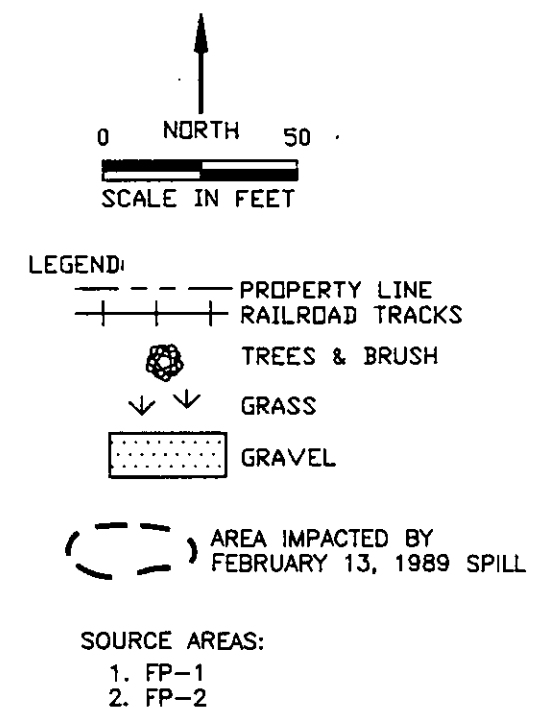 0 NORTH 50
SCALE IN FEET
LEGEND:
PROPERTY LINE
RAILROAD TRACKS
TREES & BRUSH
GRASS
GRAVEL
AREA IMPACTED BY
FEBRUARY 13, 1989 SPILL
SOURCE AREAS:
1. FP-1
2. FP-2